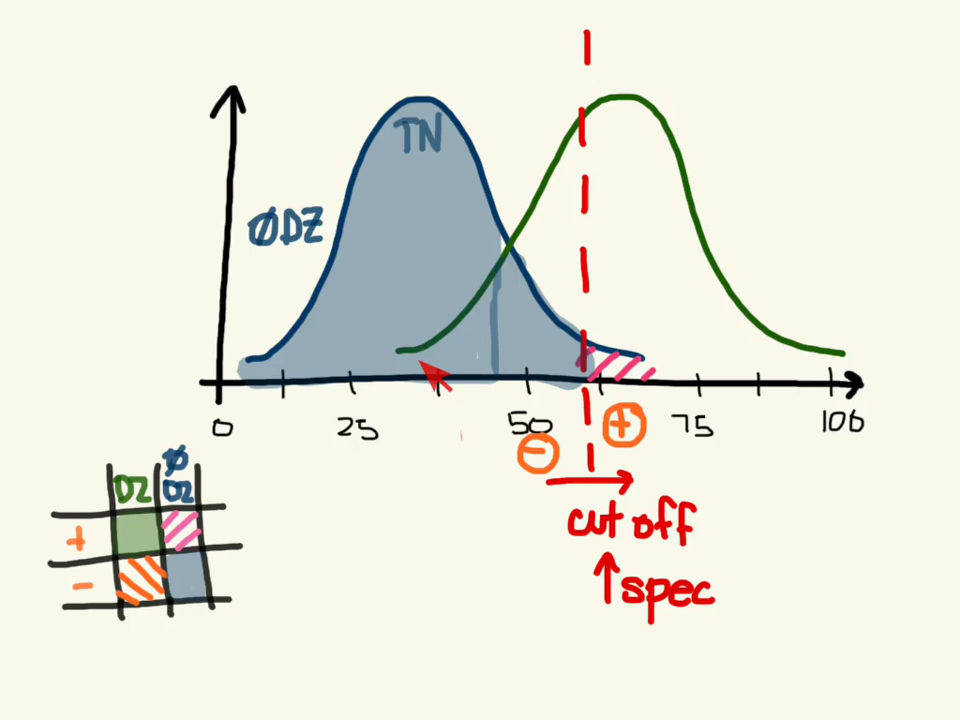 TN
ØDZ
0 25 50 75 100
- +
cut off
↑spec
DZ Ø DZ
+
-